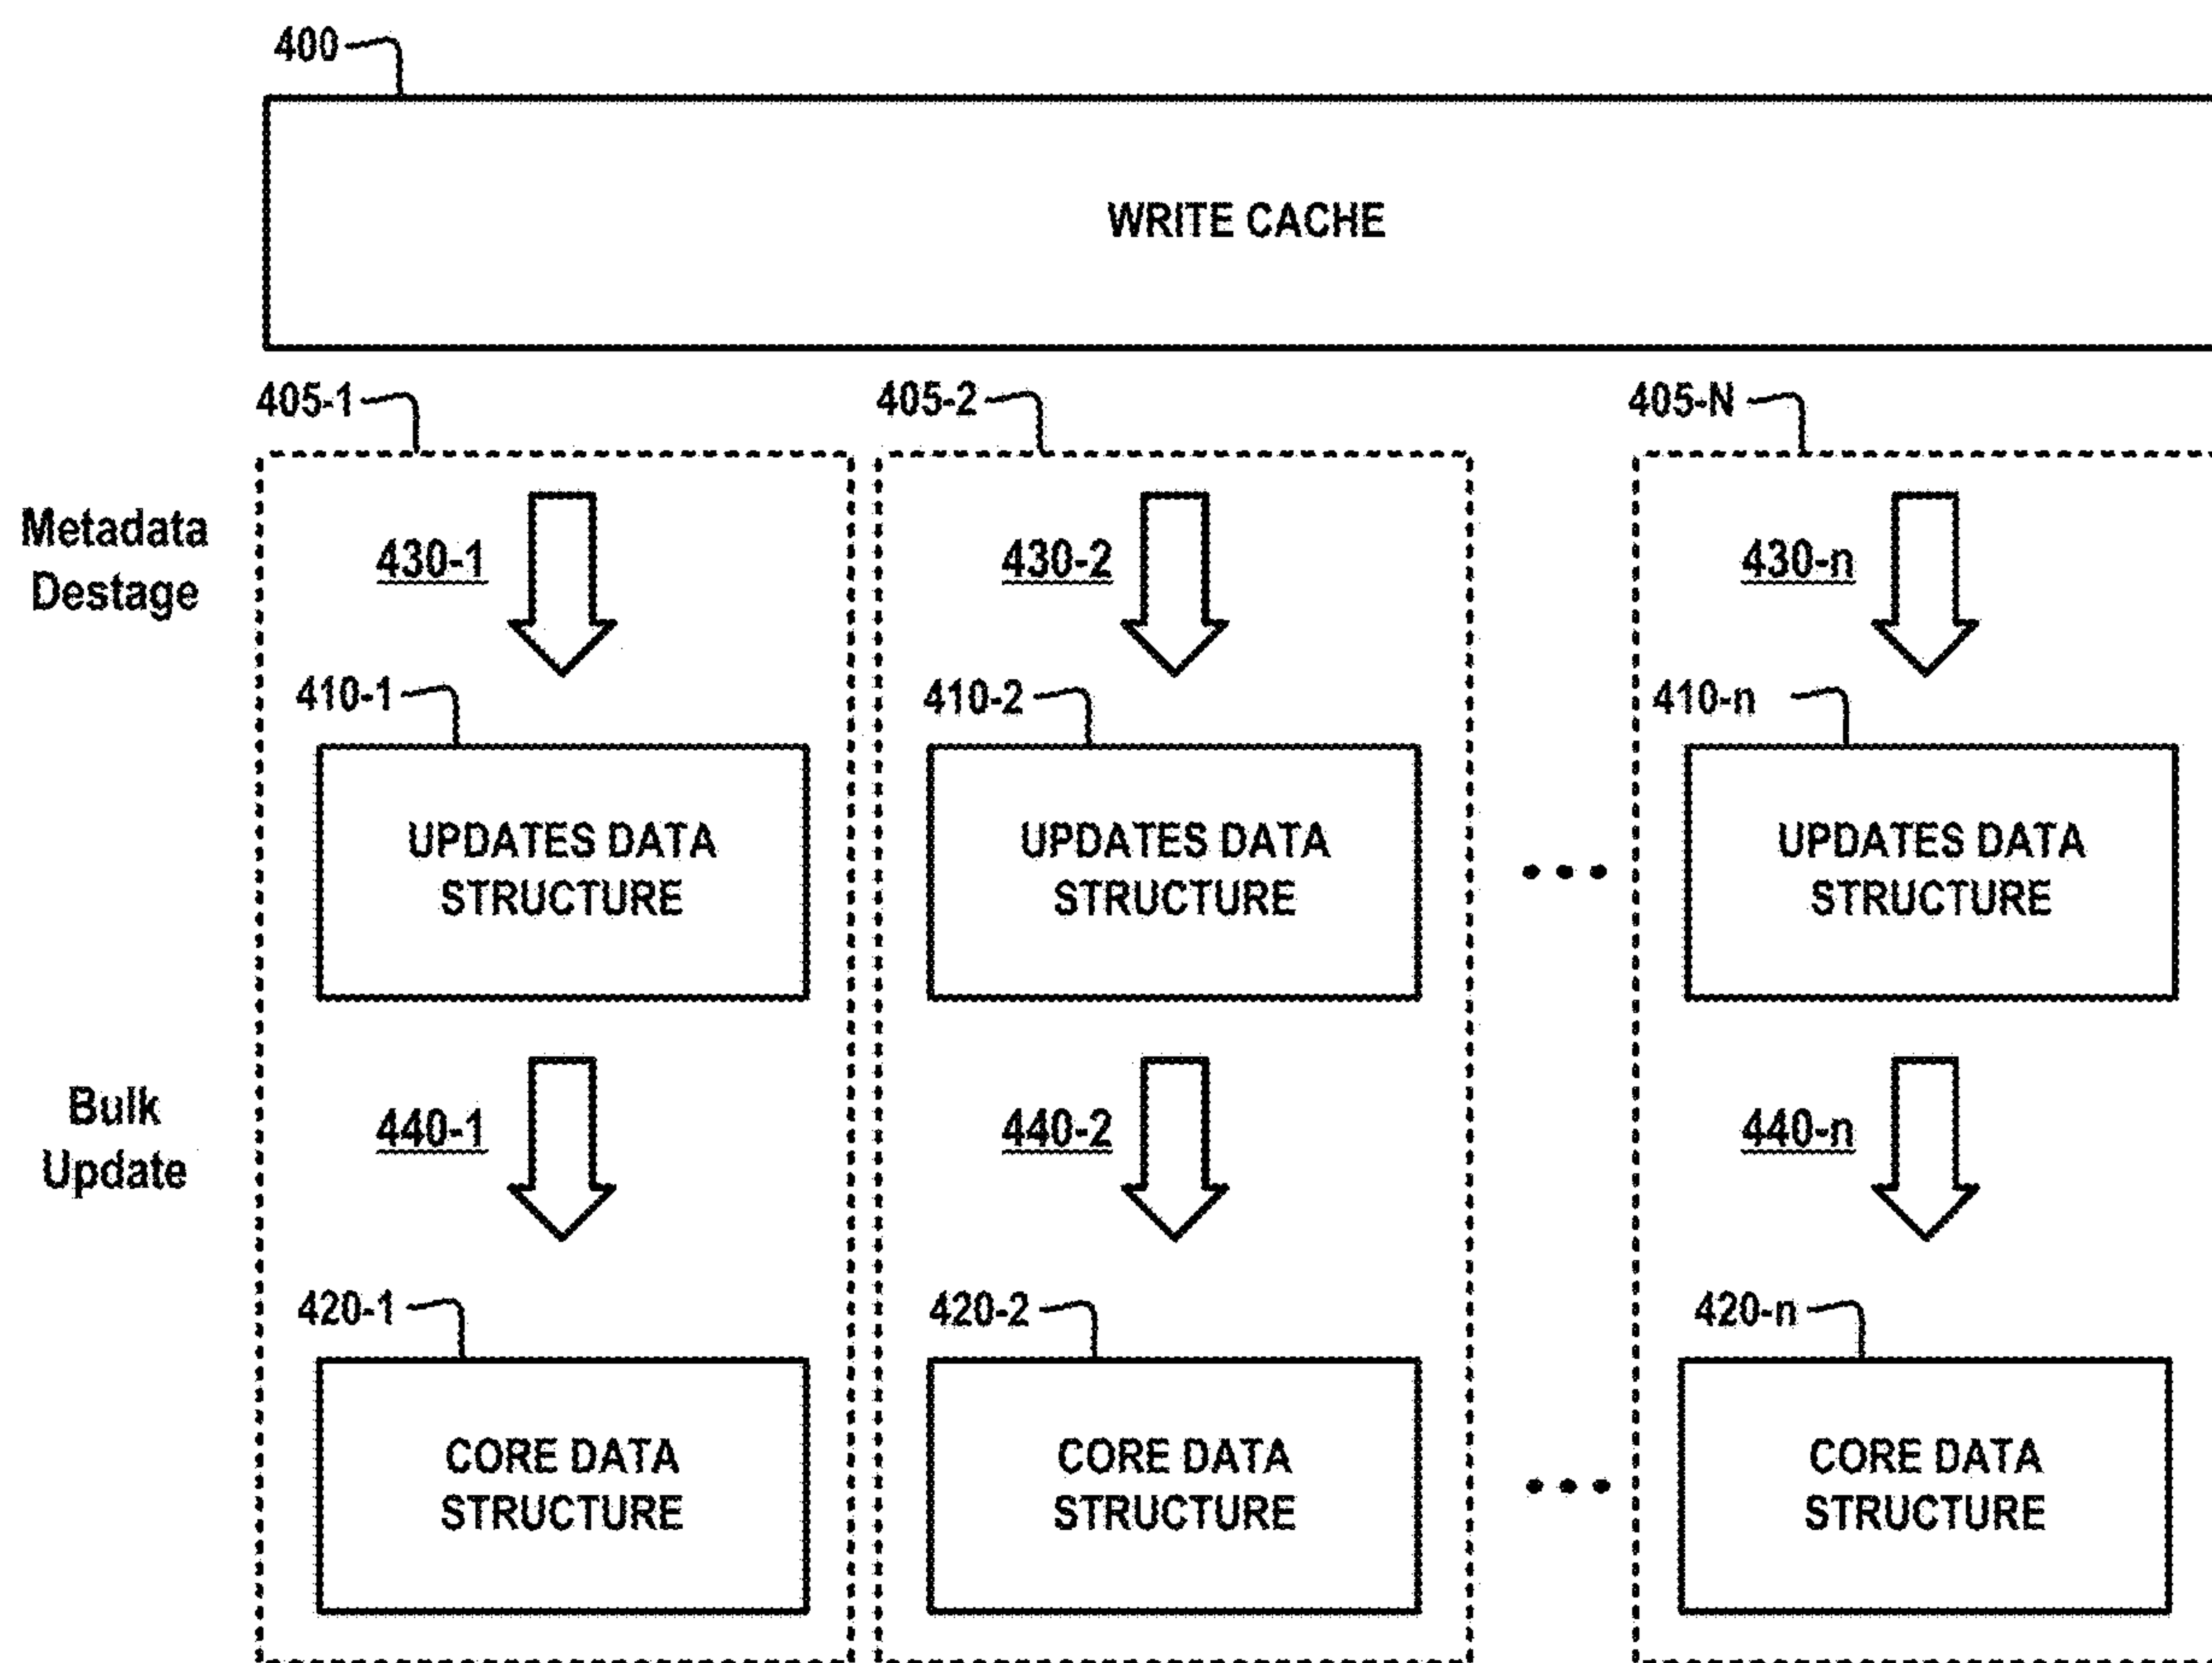 400
WRITE CACHE
405-1
405-2
405-N
Metadata
Destage
430-1
430-2
430-n
410-1
410-2
410-n
UPDATES DATA
STRUCTURE
UPDATES DATA
STRUCTURE
UPDATES DATA
STRUCTURE
Bulk
Update
440-1
440-2
440-n
420-1
420-2
420-n
CORE DATA
STRUCTURE
CORE DATA
STRUCTURE
CORE DATA
STRUCTURE